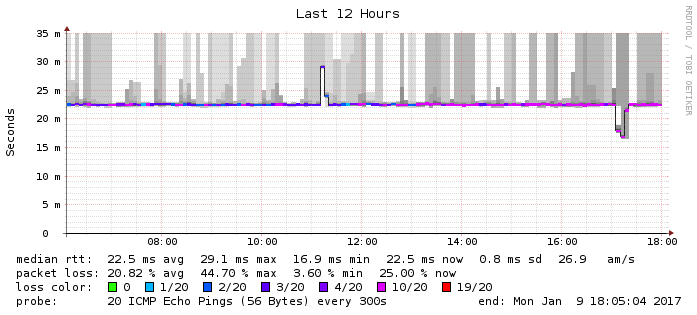 Last 12 Hours
RRDTOOL / TOBI OETIKER
Seconds
35 m
30 m
25 m
20 m
15 m
10 m
5 m
0
08:00 10:00 12:00 14:00 16:00 18:00
median rtt: 22.5 ms avg 29.1 ms max 16.9 ms min 22.5 ms now 0.8 ms sd 26.9 am/s
packet loss: 20.82 % avg 44.70 % max 3.60 % min 25.00 % now
loss color: 0 1/20 2/20 3/20 4/20 10/20 19/20
probe: 20 ICMP Echo Pings (56 Bytes) every 300s end: Mon Jan 9 18:05:04 2017